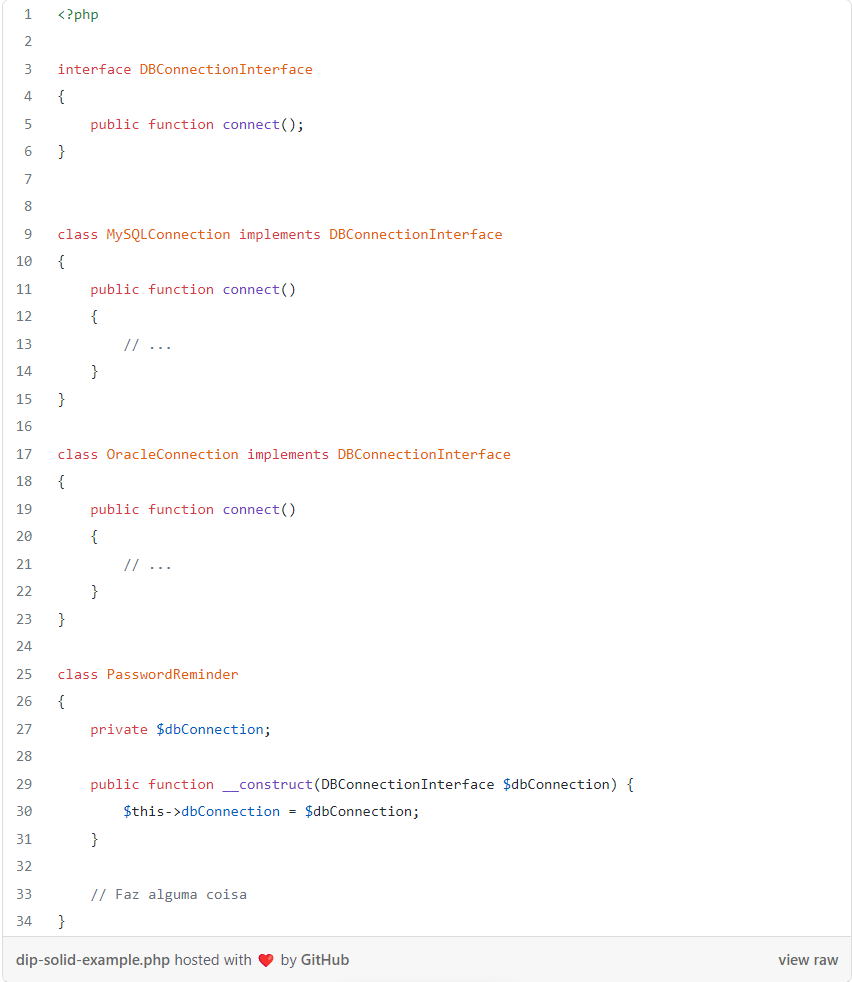 1 <?php
2
3 interface DBConnectionInterface
4 {
5     public function connect();
6 }
7
8
9 class MySQLConnection implements DBConnectionInterface
10 {
11     public function connect()
12     {
13         // ...
14     }
15 }
16
17 class OracleConnection implements DBConnectionInterface
18 {
19     public function connect()
20     {
21         // ...
22     }
23 }
24
25 class PasswordReminder
26 {
27     private $dbConnection;
28
29     public function __construct(DBConnectionInterface $dbConnection) {
30         $this->dbConnection = $dbConnection;
31     }
32
33     // Faz alguma coisa
34 }
dip-solid-example.php hosted with ❤ by GitHub view raw